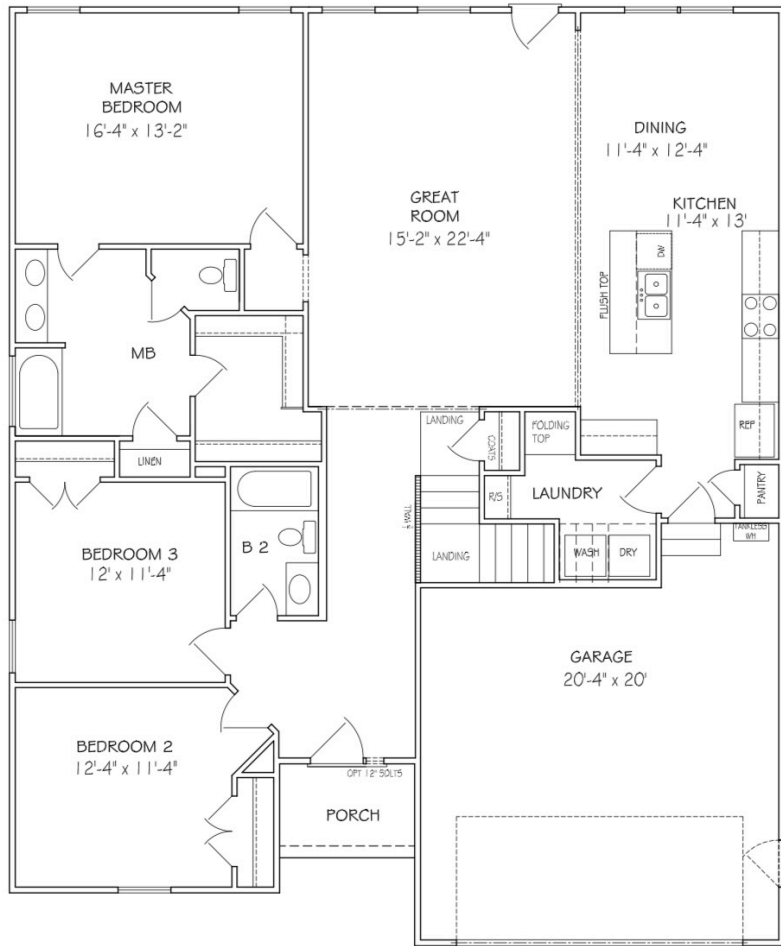 MASTER
BEDROOM
16'-4" x 13'-2"
GREAT
ROOM
15'-2" x 22'-4"
DINING
11'-4" x 12'-4"
KITCHEN
11'-4" x 13'
DW
FLUSH TOP
REF
MB
LINEN
LANDING
COATS
FOLDING
TOP
R/S
LAUNDRY
PANTRY
TANKLESS
WH
WASH
DRY
LANDING
BEDROOM 3
12' x 11'-4"
B 2
GARAGE
20'-4" x 20'
BEDROOM 2
12'-4" x 11'-4"
OPT 12" SDLTS
PORCH